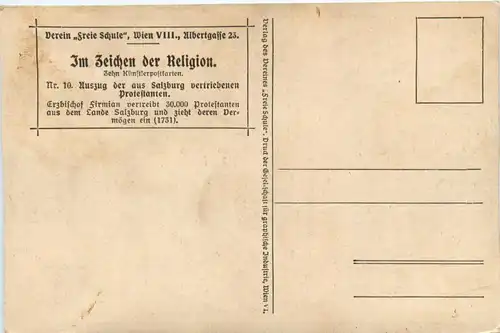 Verein „Freie Schule“, Wien VIII., Albertgasse 23.
Im Zeichen der Religion.
Zehn Künstlerpostkarten.
Nr. 10. Auszug der aus Salzburg vertriebenen
Protestanten.
Erzbischof Firmian vertreibt 30.000 Protestanten
aus dem Lande Salzburg und zieht deren Ver-
mögen ein (1731).
Verlag des Vereines „Freie Schule“. Druck der Gesellschaft für graphische Industrie, Wien VI.